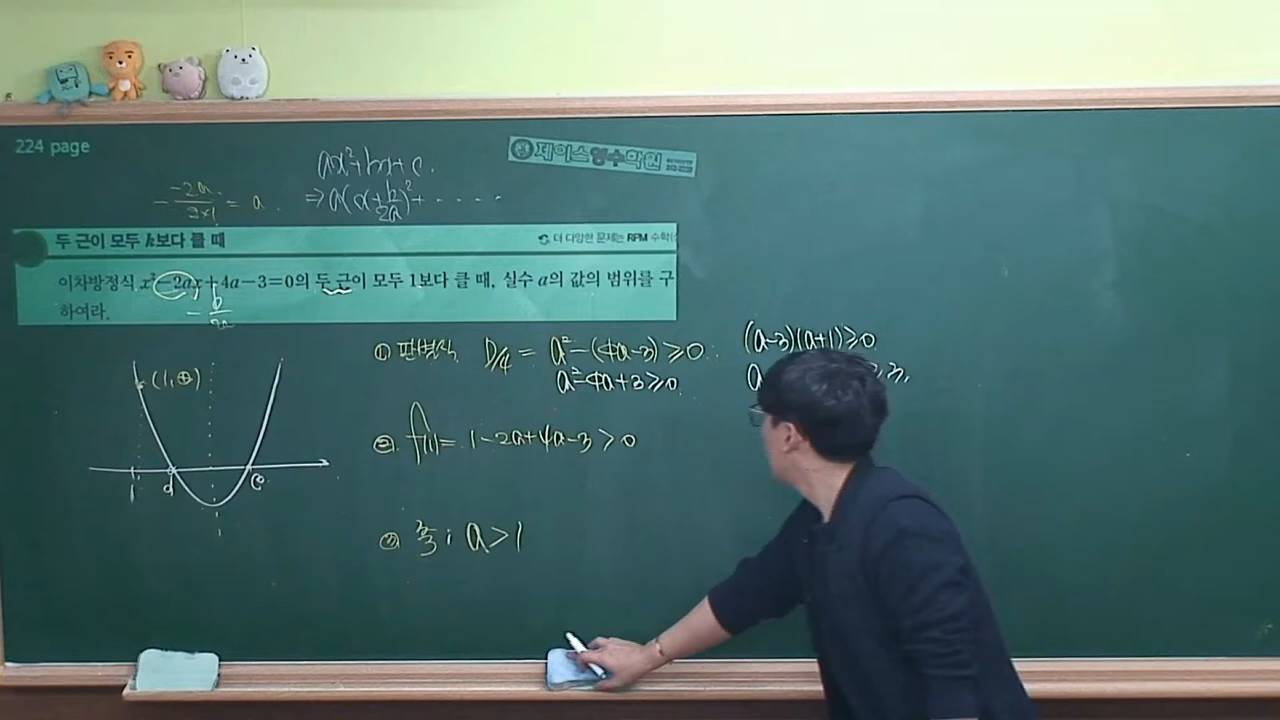 224 page
제이스영수학원
ax²+bx+c.
-\frac{-2a}{2×1} = a.
⇒ a(x+\frac{b}{2a})²+ · · · · ·
두 근이 모두 k보다 클 때
더 다양한 문제는 RPM 수학(
이차방정식 x²-2ax+4a-3=0의 두 근이 모두 1보다 클 때, 실수 a의 값의 범위를 구
하여라.
-\frac{b}{2a}
① 판별식 D/4 = a²-(4a-3)≥0.
a²-4a+3≥0.
(a-3)(a+1)≥0
a
② f(1)= 1-2a+4a-3>0
③ 축 : a>1
(1,⊕)
1
α
β